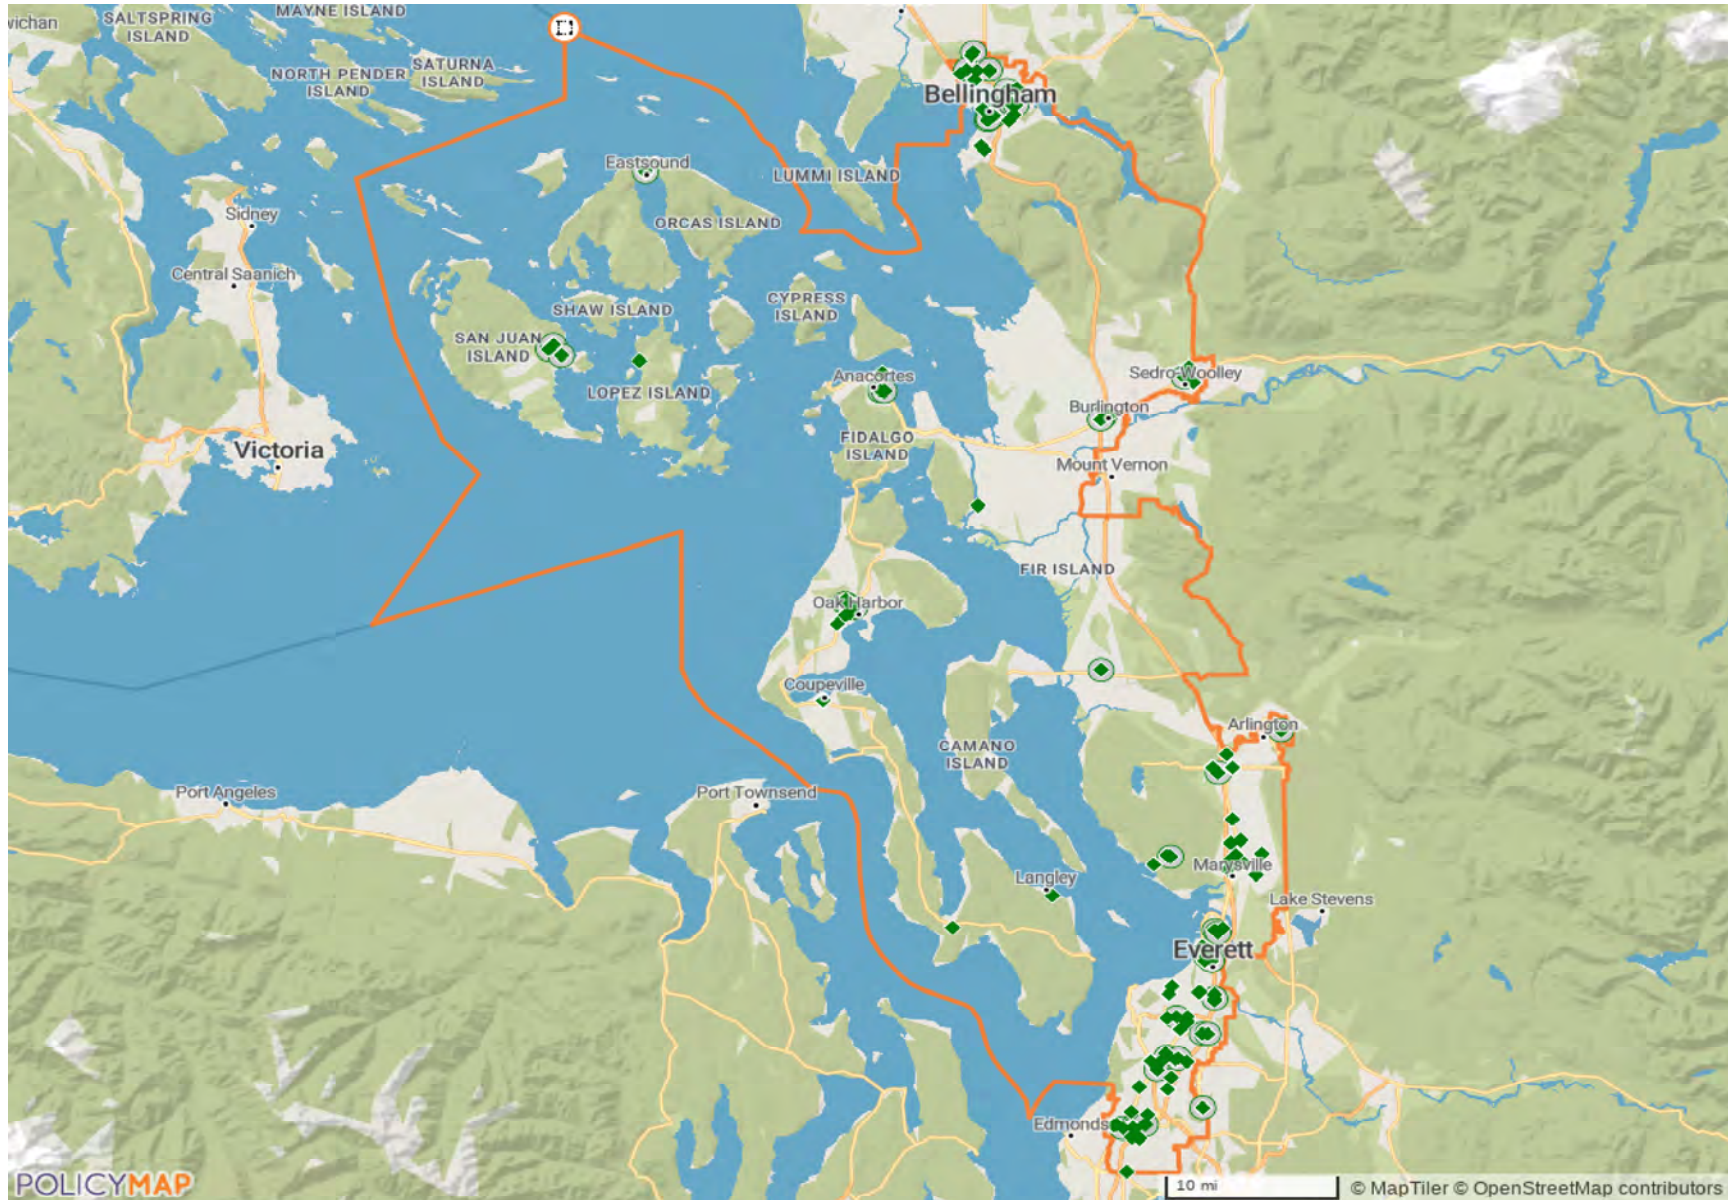 wichan
SALTSPRING
ISLAND
MAYNE ISLAND
NORTH PENDER
ISLAND
SATURNA
ISLAND
Bellingham
Eastsound
LUMMI ISLAND
Sidney
ORCAS ISLAND
Central Saanich
CYPRESS
ISLAND
SHAW ISLAND
SAN JUAN
ISLAND
Anacortes
Sedro-Woolley
LOPEZ ISLAND
Burlington
Victoria
FIDALGO
ISLAND
Mount Vernon
FIR ISLAND
Oak Harbor
Coupeville
Arlington
CAMANO
ISLAND
Port Angeles
Port Townsend
Marysville
Langley
Lake Stevens
Everett
Edmonds
POLICYMAP
10 mi
© MapTiler © OpenStreetMap contributors